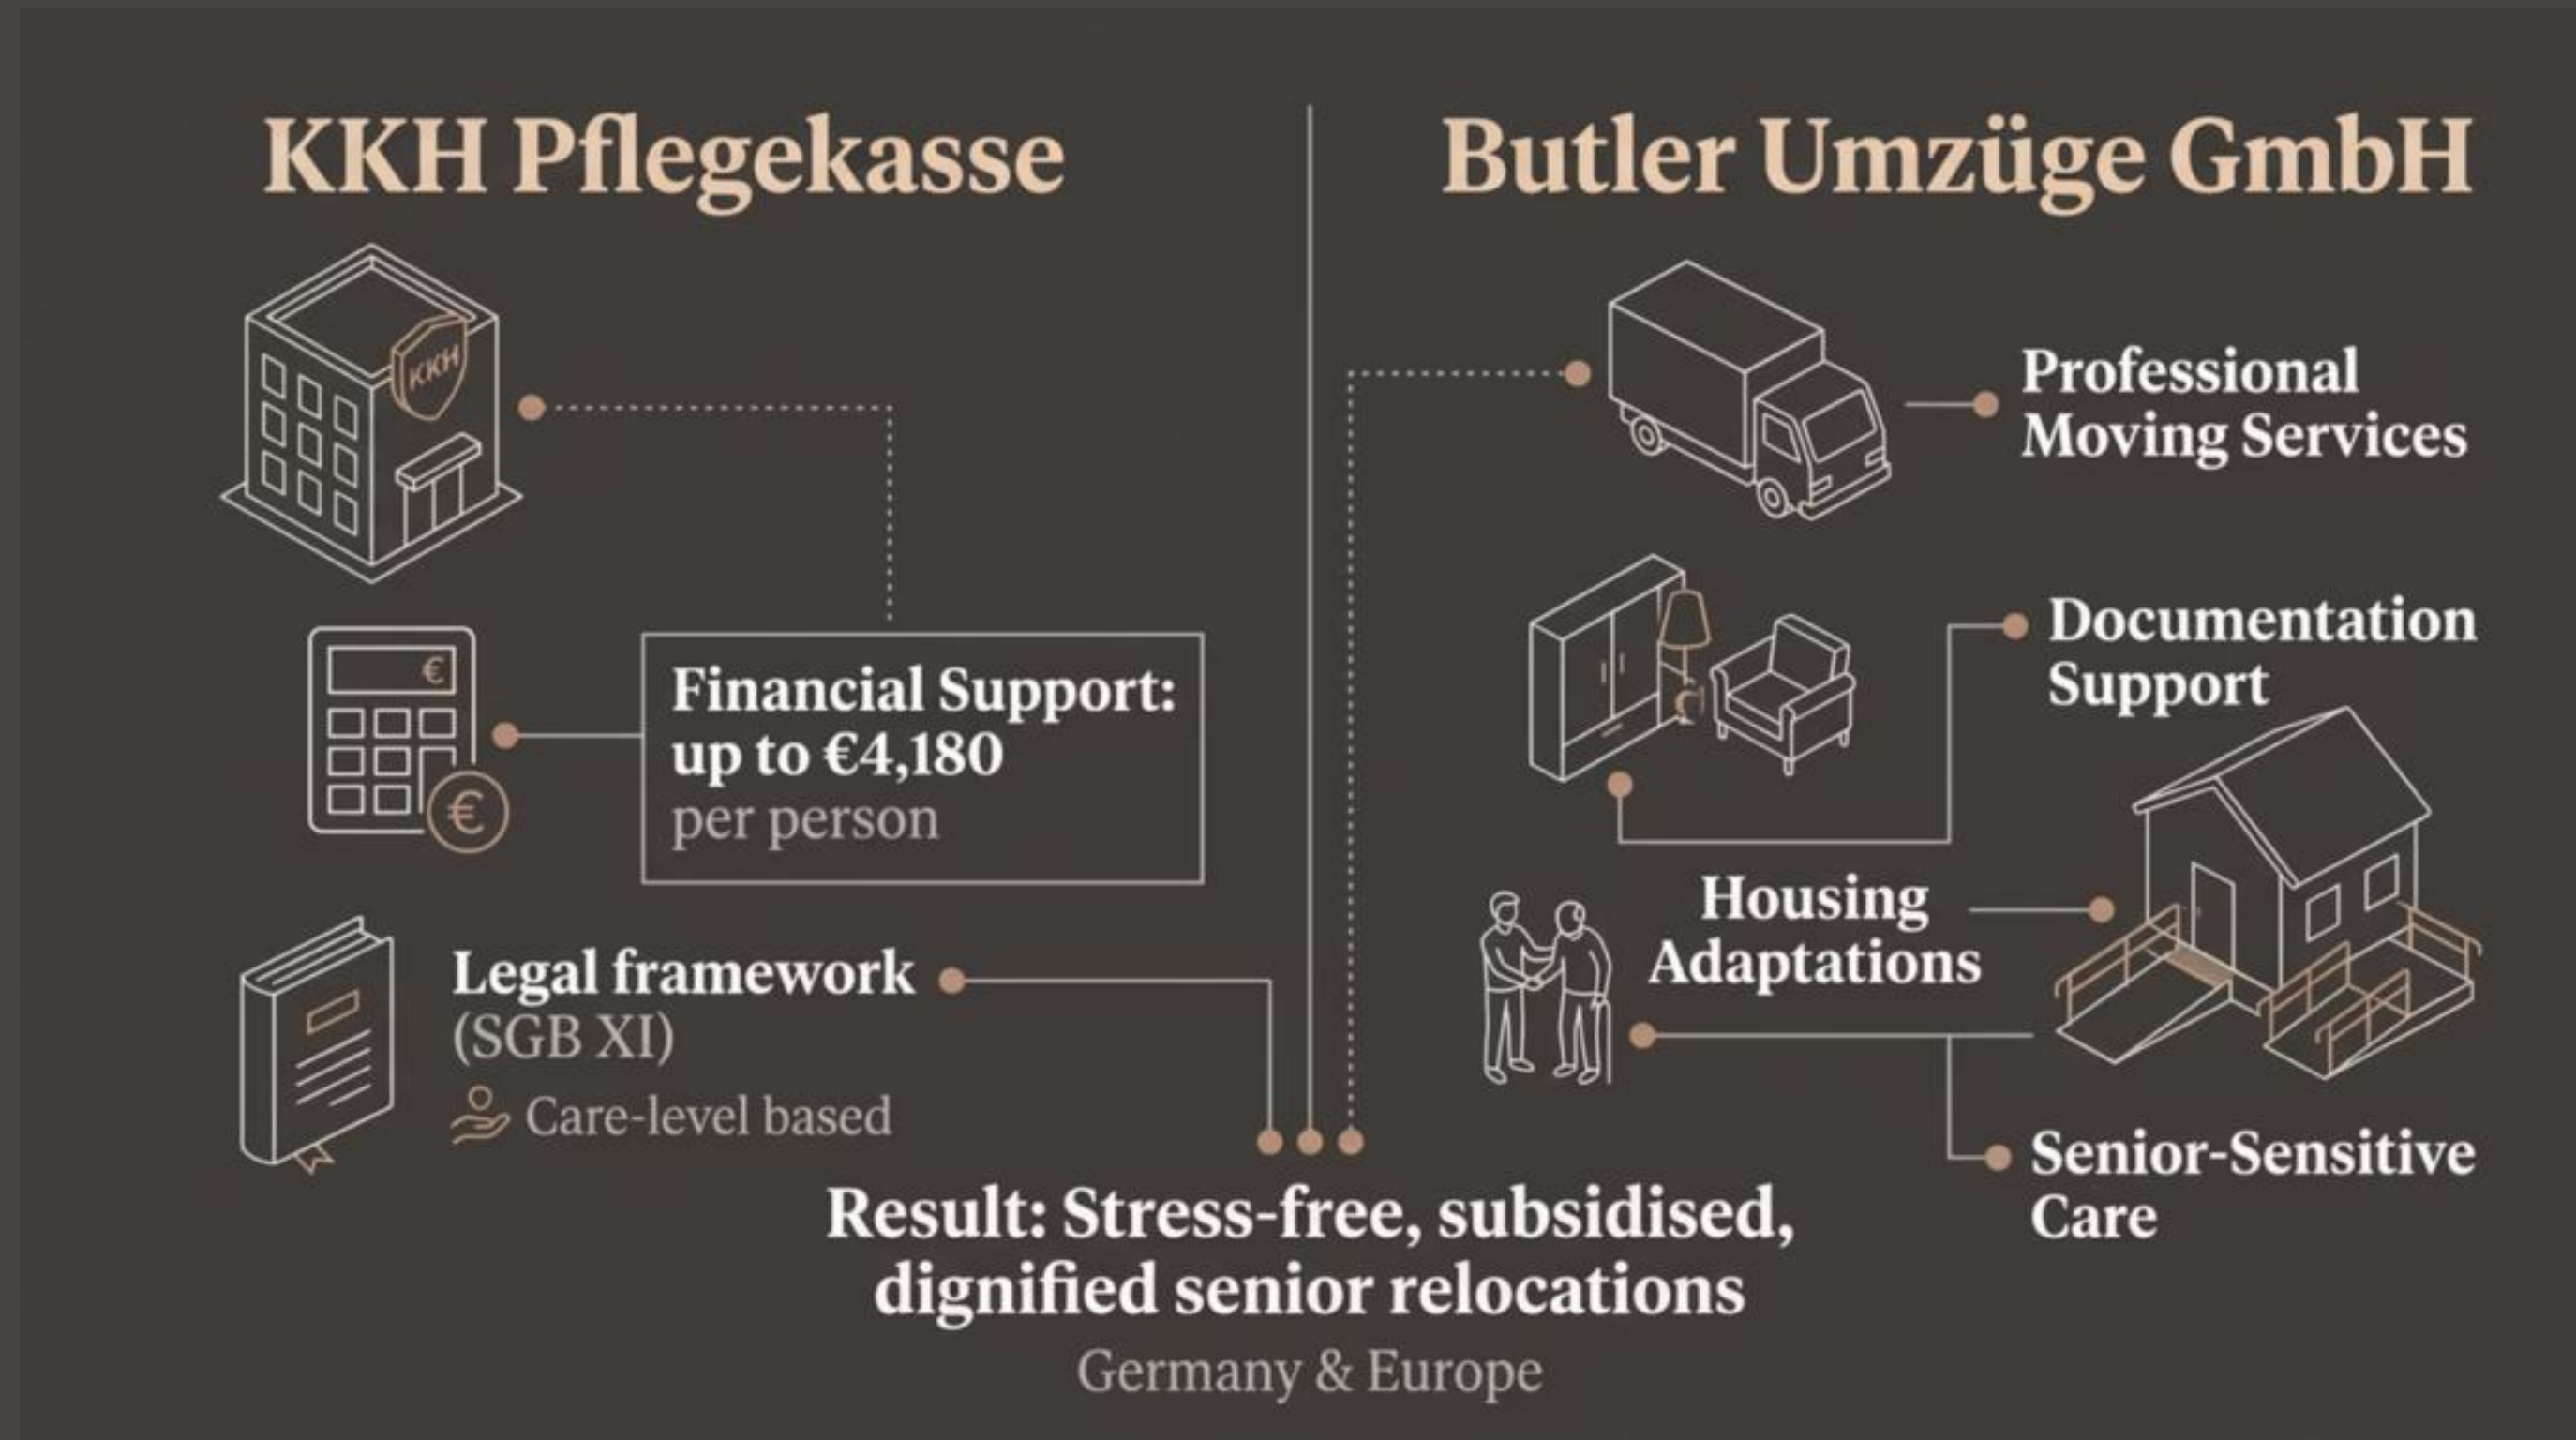 KKH Pflegekasse
KKH
€
€
Financial Support:
up to €4,180
per person
Legal framework
(SGB XI)
Care-level based
Butler Umzüge GmbH
Professional
Moving Services
Documentation
Support
Housing
Adaptations
Senior-Sensitive
Care
Result: Stress-free, subsidised,
dignified senior relocations
Germany & Europe